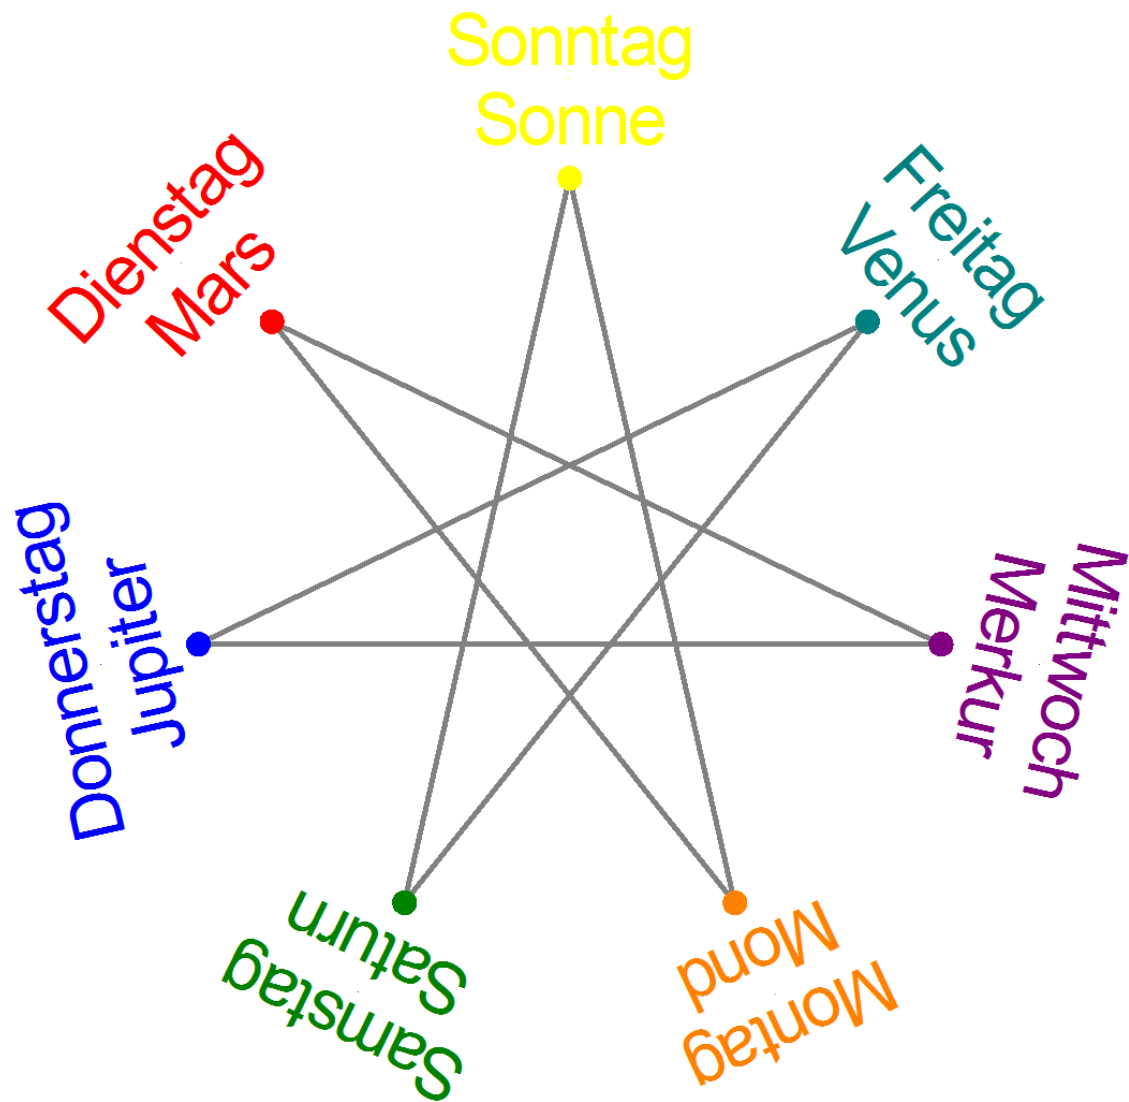 Sonntag
Sonne
Freitag
Venus
Mittwoch
Merkur
Mond
Montag
Saturn
Samstag
Donnerstag
Jupiter
Dienstag
Mars